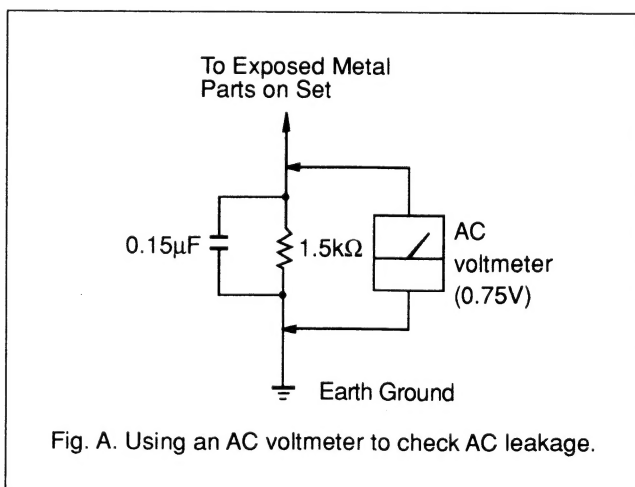 To Exposed Metal
Parts on Set
0.15µF
1.5kΩ
AC
voltmeter
(0.75V)
Earth Ground
Fig. A. Using an AC voltmeter to check AC leakage.